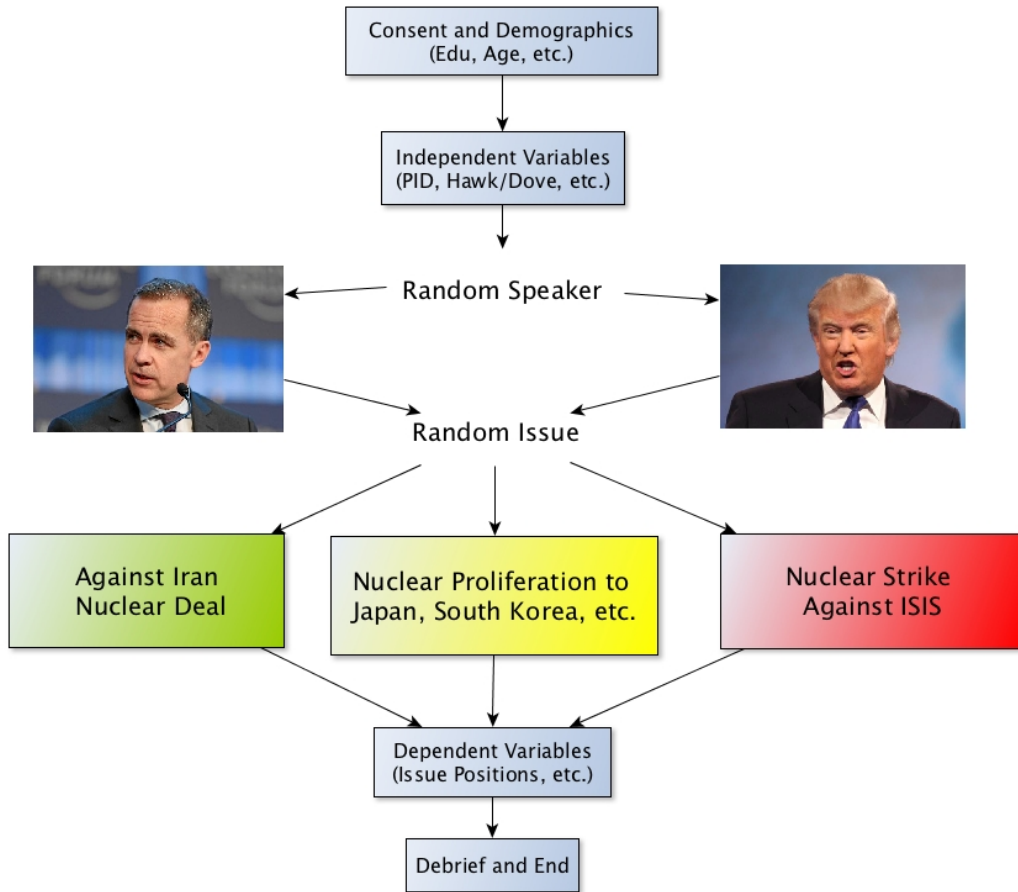 Consent and Demographics
(Edu, Age, etc.)
Independent Variables
(PID, Hawk/Dove, etc.)
Random Speaker
Random Issue
Against Iran
Nuclear Deal
Nuclear Proliferation to
Japan, South Korea, etc.
Nuclear Strike
Against ISIS
Dependent Variables
(Issue Positions, etc.)
Debrief and End